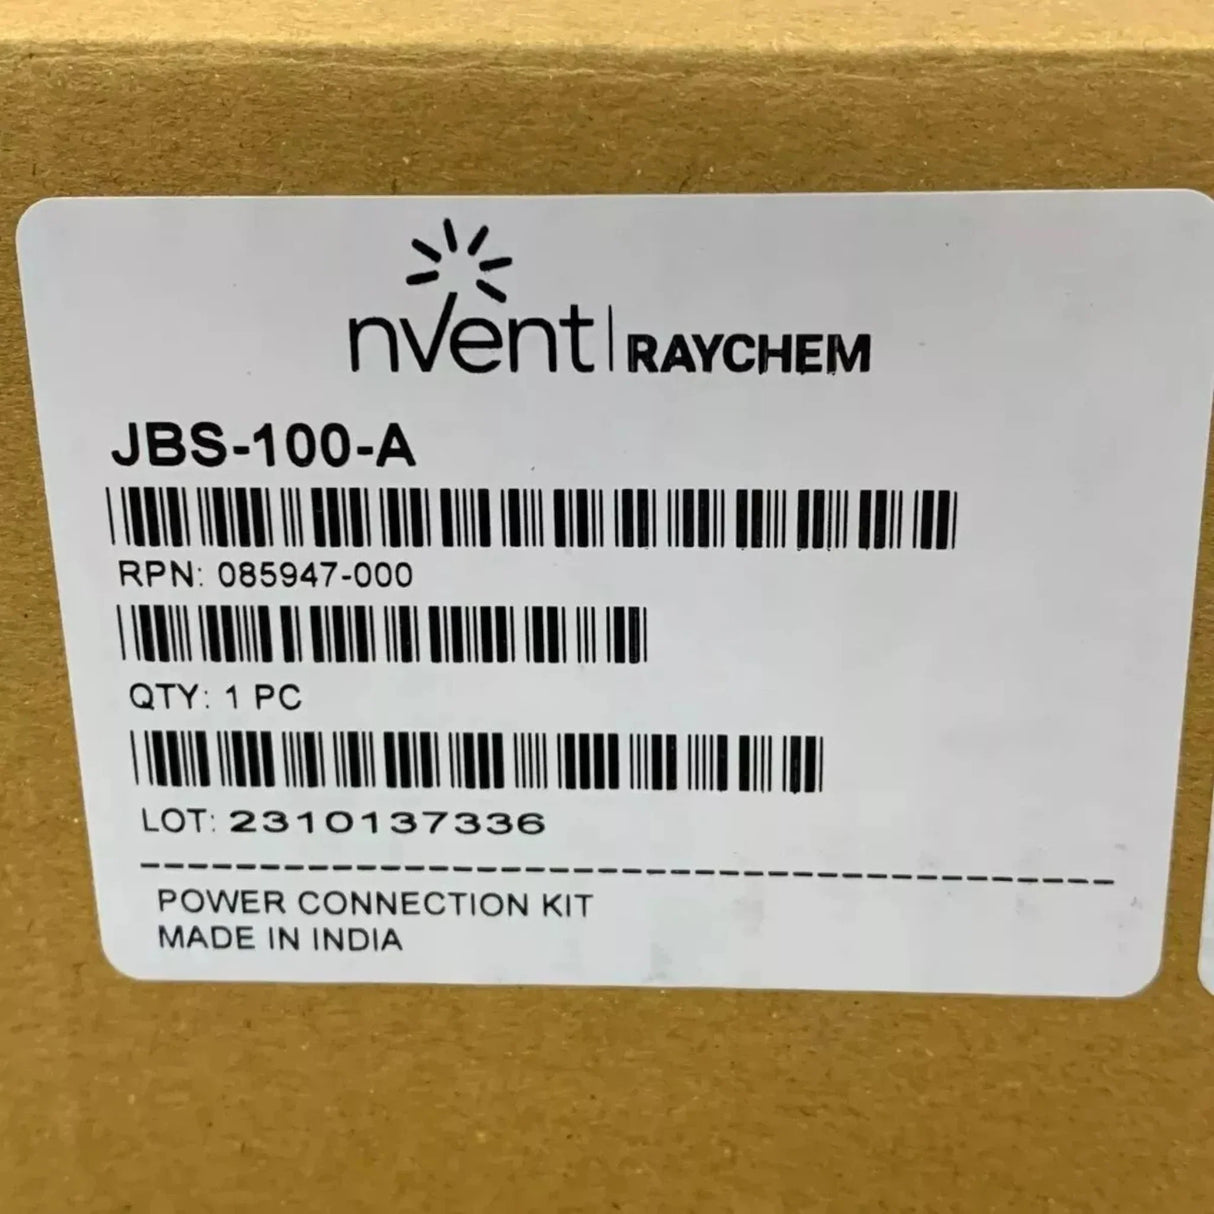 nVent | RAYCHEM
JBS-100-A
RPN: 085947-000
QTY: 1 PC
LOT: 2310137336
POWER CONNECTION KIT
MADE IN INDIA